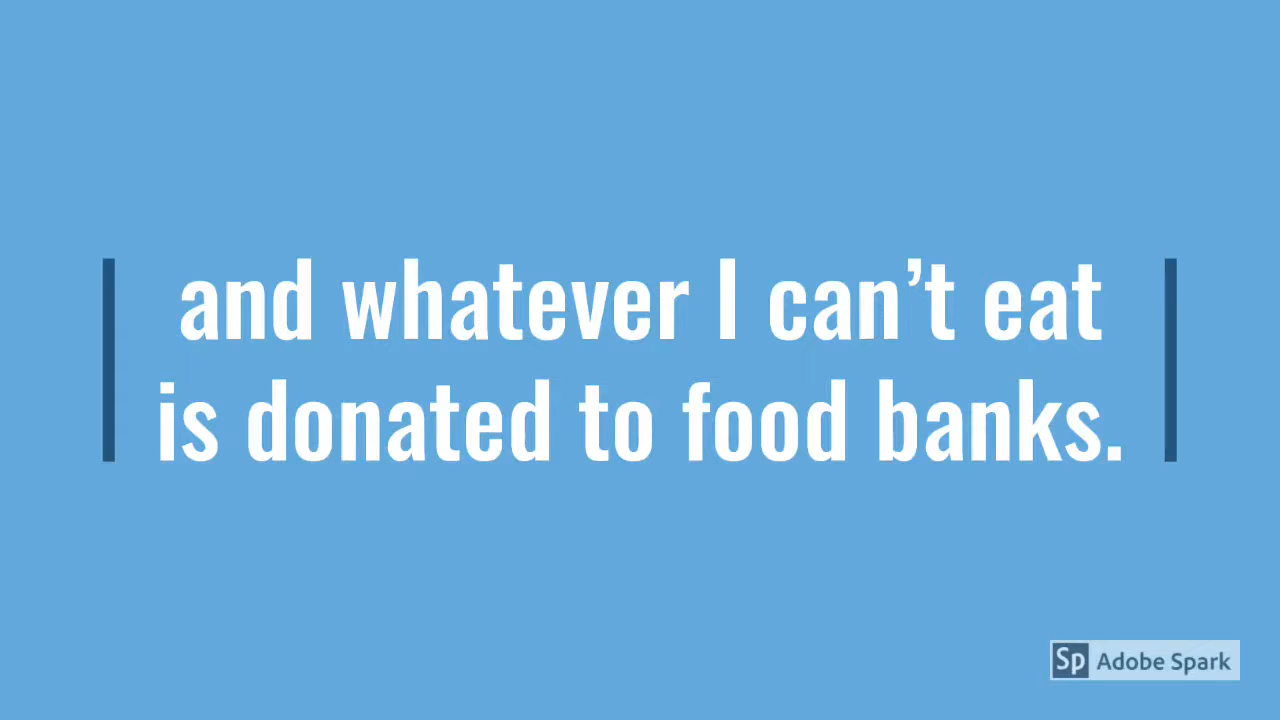 and whatever I can’t eat
is donated to food banks.
Sp Adobe Spark